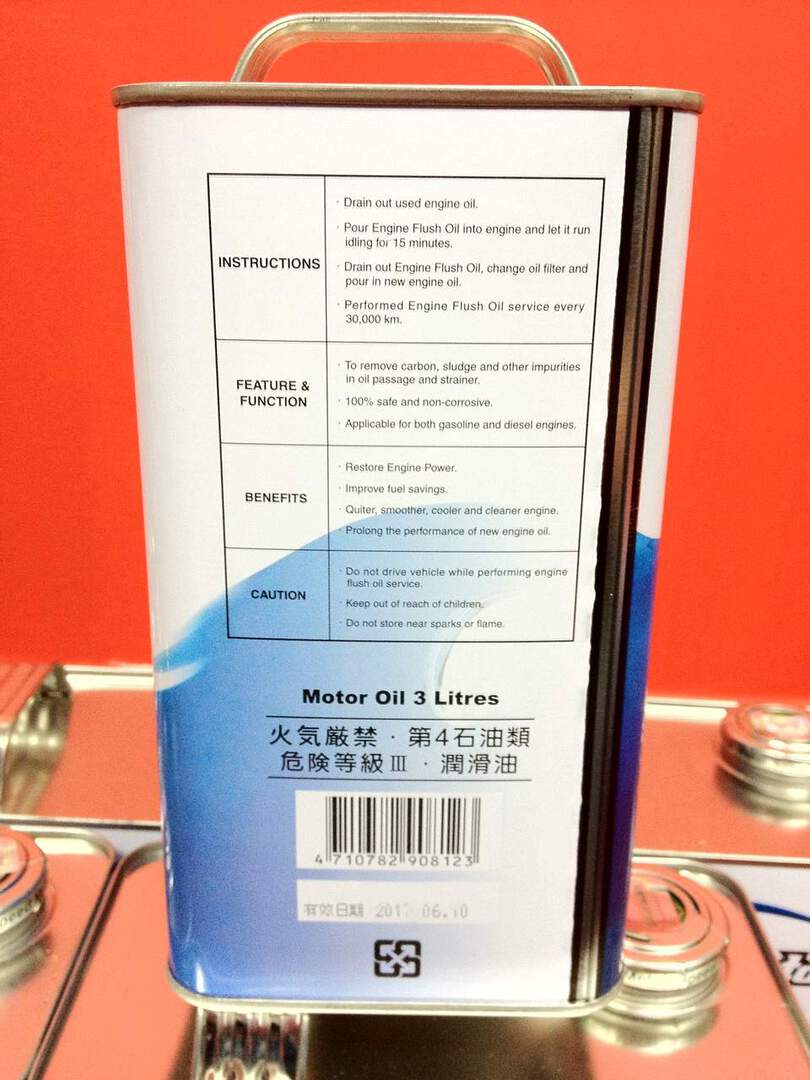 INSTRUCTIONS
· Drain out used engine oil.
· Pour Engine Flush Oil into engine and let it run
idling for 15 minutes.
· Drain out Engine Flush Oil, change oil filter and
pour in new engine oil.
· Performed Engine Flush Oil service every
30,000 km.
FEATURE &
FUNCTION
· To remove carbon, sludge and other impurities
in oil passage and strainer.
· 100% safe and non-corrosive.
· Applicable for both gasoline and diesel engines.
BENEFITS
· Restore Engine Power.
· Improve fuel savings.
· Quiter, smoother, cooler and cleaner engine.
· Prolong the performance of new engine oil.
CAUTION
· Do not drive vehicle while performing engine
flush oil service.
· Keep out of reach of children.
· Do not store near sparks or flame.
Motor Oil 3 Litres
火気厳禁 · 第4石油類
危険等級Ⅲ · 潤滑油
4 710782 908123
有效日期 06.10